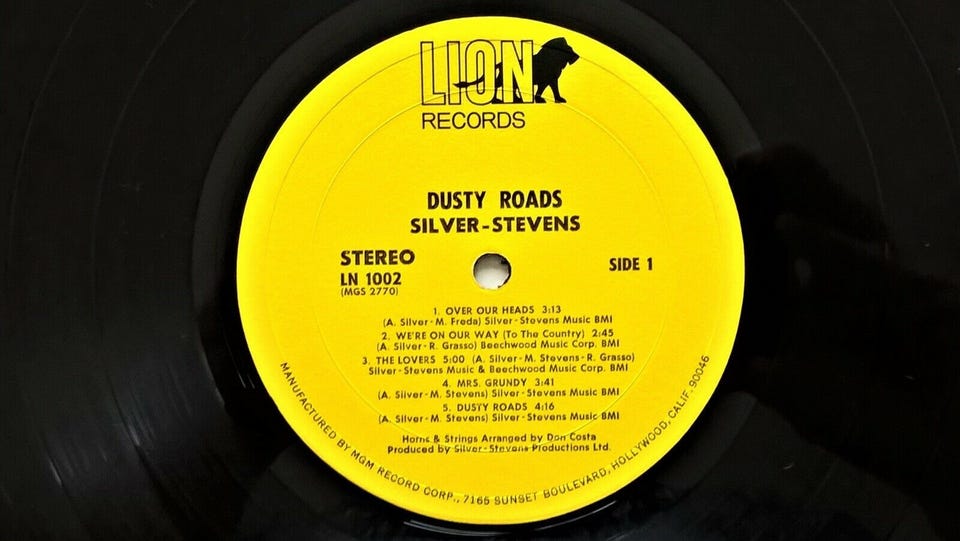 LION
RECORDS
DUSTY ROADS
SILVER-STEVENS
STEREO
LN 1002
(MGS 2770)
SIDE 1
1. OVER OUR HEADS 3:13
(A. Silver - M. Freda) Silver - Stevens Music BMI
2. WE'RE ON OUR WAY (To The Country) 2:45
(A. Silver - R. Grasso) Beechwood Music Corp. BMI
3. THE LOVERS 5:00 (A. Silver - M. Stevens - R. Grasso)
Silver - Stevens Music & Beechwood Music Corp. BMI
4. MRS. GRUNDY 3:41
(A. Silver - M. Stevens) Silver - Stevens Music BMI
5. DUSTY ROADS 4:16
(A. Silver - M. Stevens) Silver - Stevens Music BMI
Horns & Strings Arranged by Don Costa
Produced by Silver - Stevens Productions Ltd.
MANUFACTURED BY MGM RECORD CORP., 7165 SUNSET BOULEVARD, HOLLYWOOD, CALIF. 90046